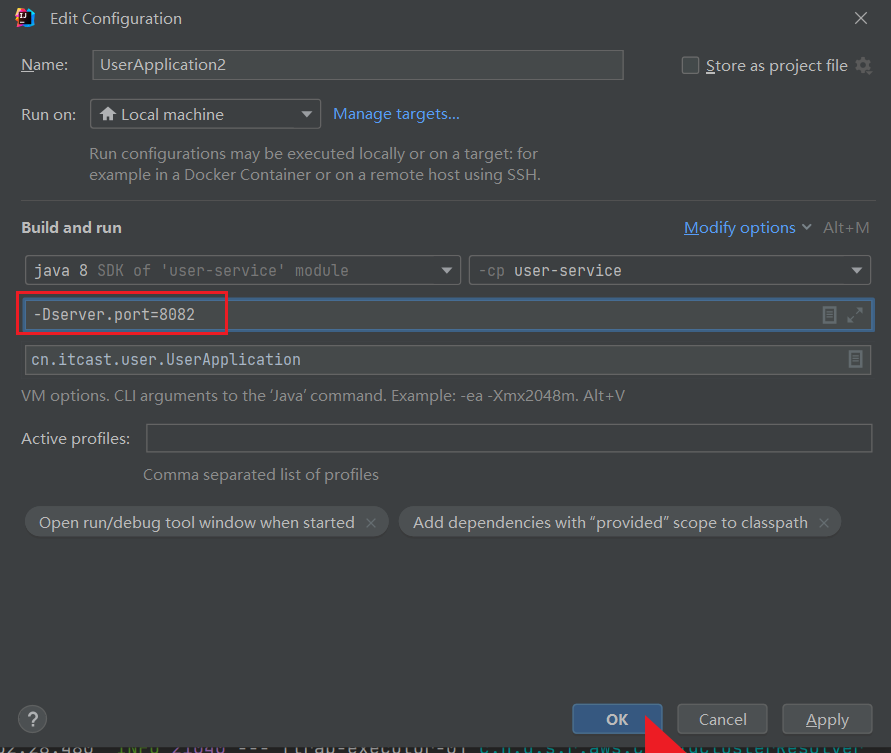 Edit Configuration
Name: UserApplication2 Store as project file
Run on: Local machine Manage targets...
Run configurations may be executed locally or on a target: for
example in a Docker Container or on a remote host using SSH.
Build and run Modify options Alt+M
java 8 SDK of 'user-service' module -cp user-service
-Dserver.port=8082
cn.itcast.user.UserApplication
VM options. CLI arguments to the ‘Java’ command. Example: -ea -Xmx2048m. Alt+V
Active profiles:
Comma separated list of profiles
Open run/debug tool window when started × Add dependencies with “provided” scope to classpath ×
? OK Cancel Apply